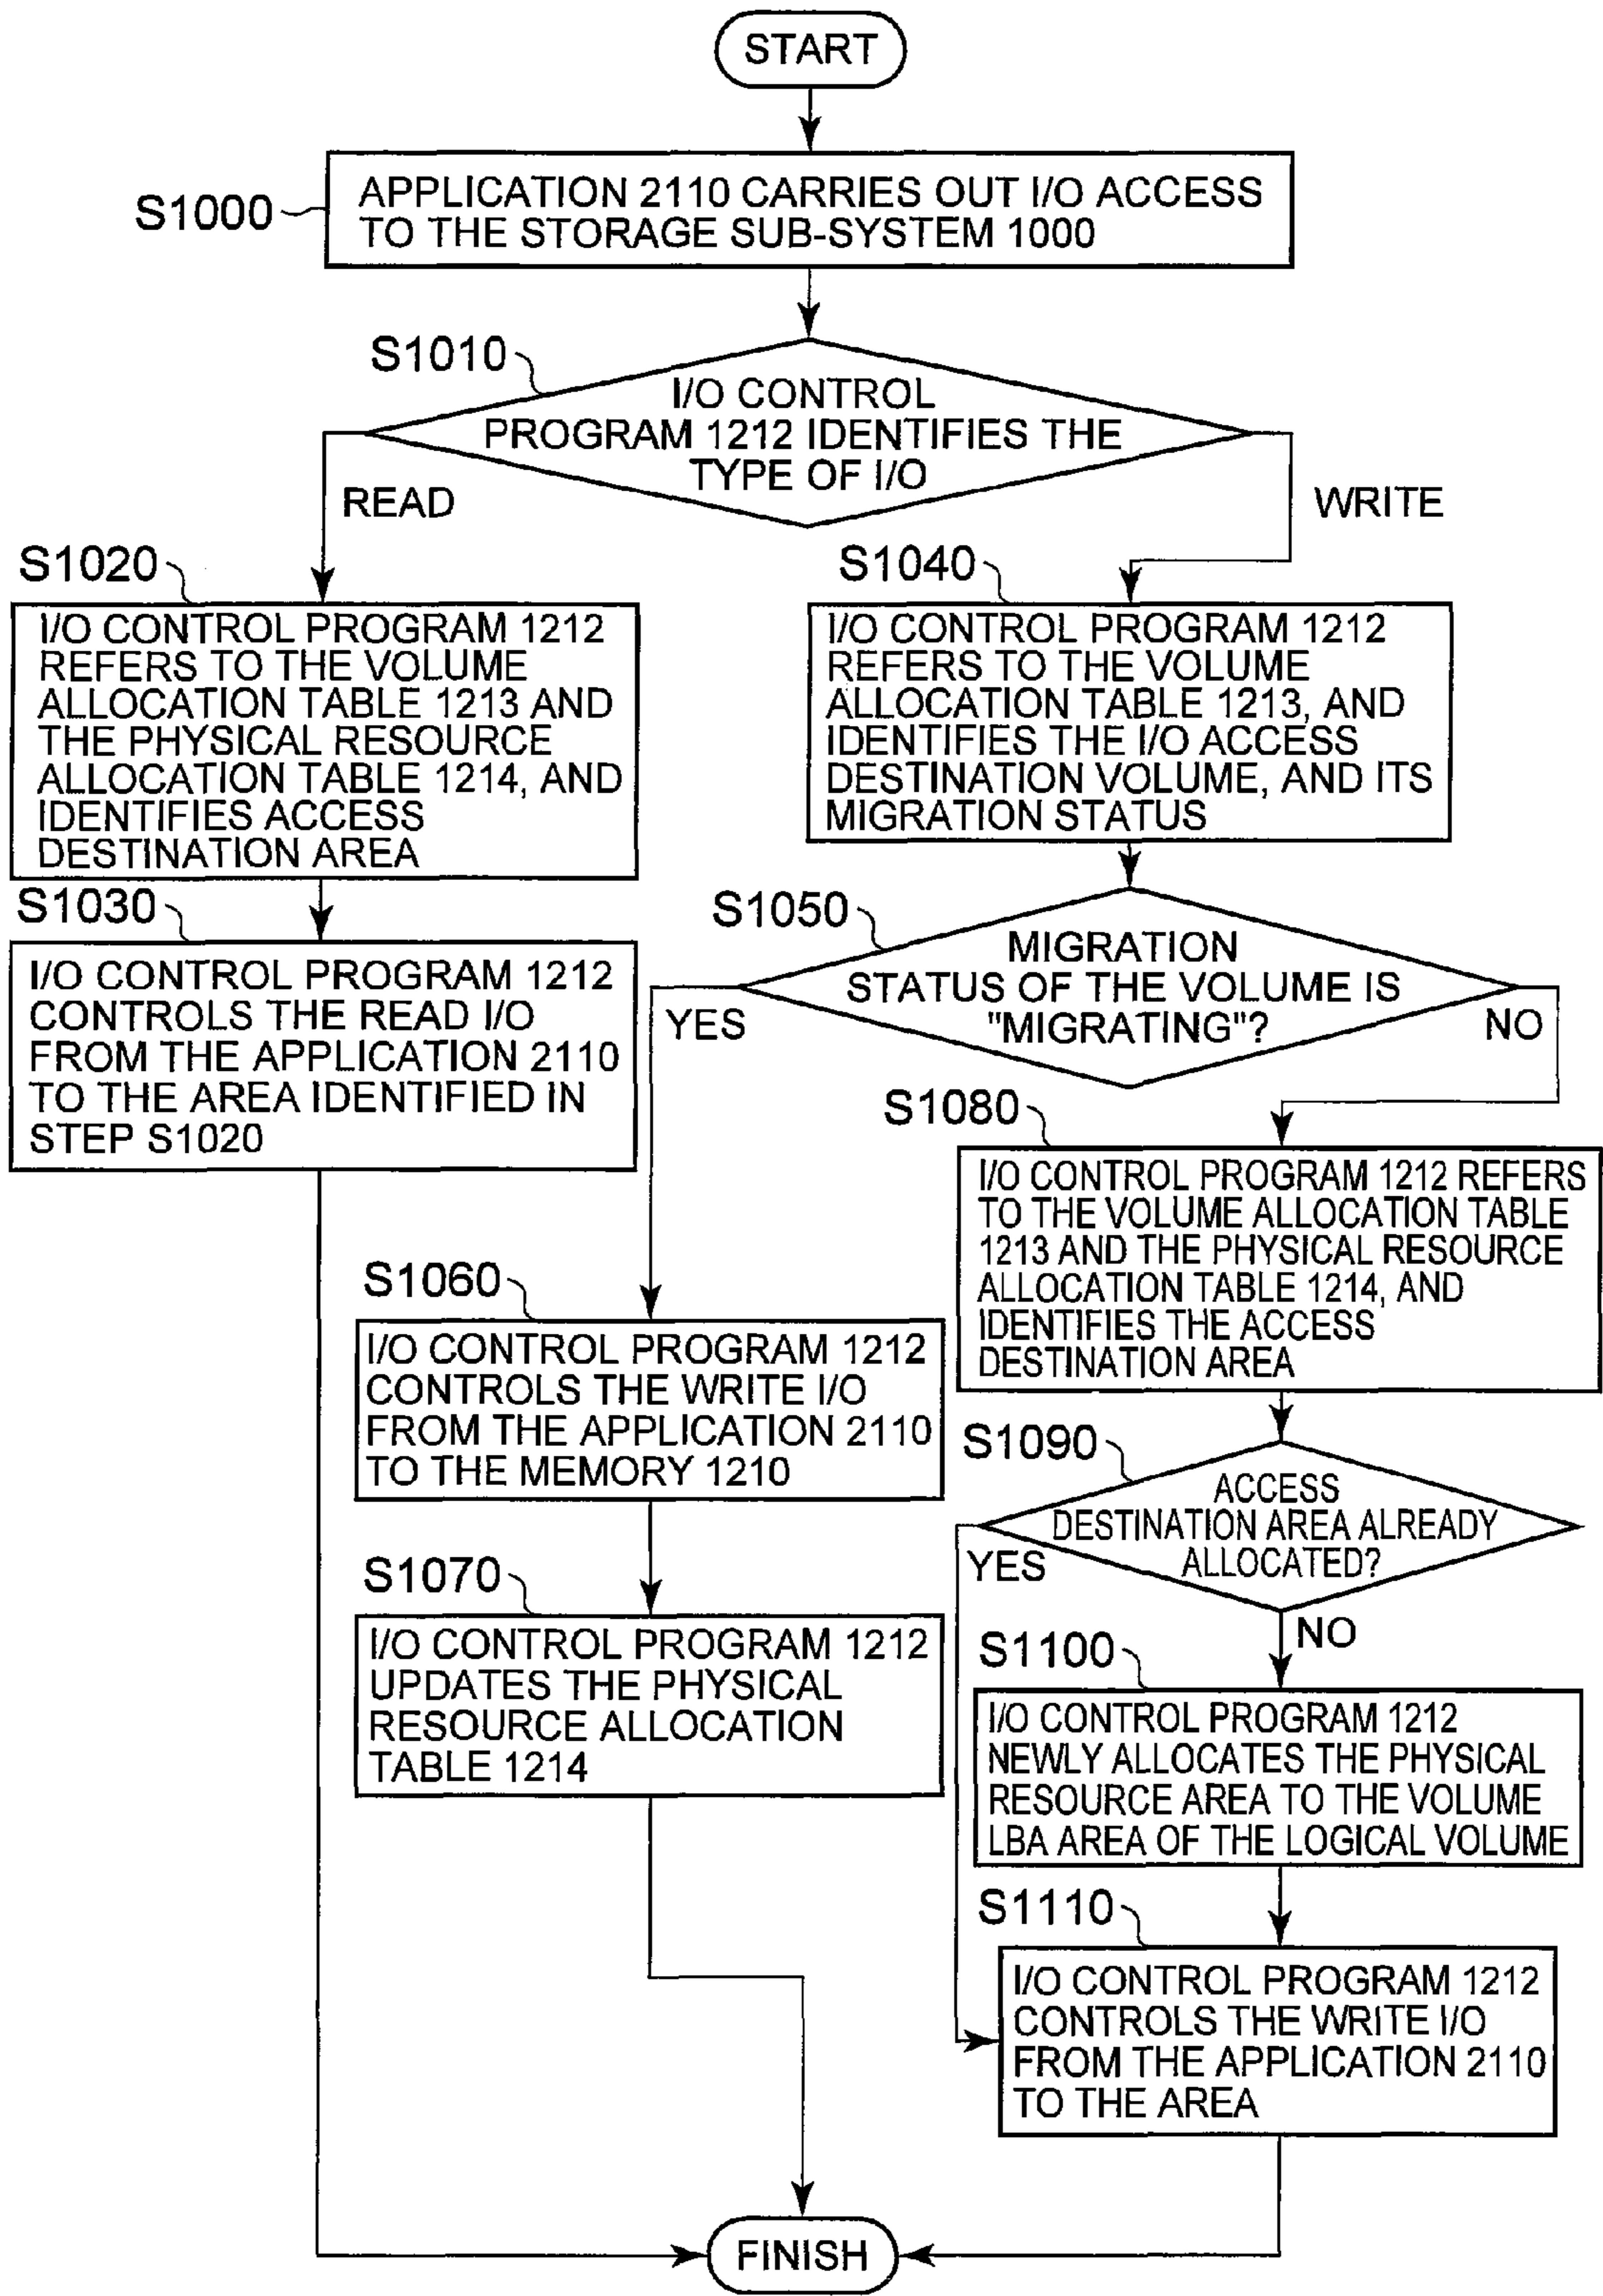 START
S1000
APPLICATION 2110 CARRIES OUT I/O ACCESS
TO THE STORAGE SUB-SYSTEM 1000
S1010
I/O CONTROL
PROGRAM 1212 IDENTIFIES THE
TYPE OF I/O
READ
WRITE
S1020
I/O CONTROL PROGRAM 1212
REFERS TO THE VOLUME
ALLOCATION TABLE 1213 AND
THE PHYSICAL RESOURCE
ALLOCATION TABLE 1214, AND
IDENTIFIES ACCESS
DESTINATION AREA
S1030
I/O CONTROL PROGRAM 1212
CONTROLS THE READ I/O
FROM THE APPLICATION 2110
TO THE AREA IDENTIFIED IN
STEP S1020
S1040
I/O CONTROL PROGRAM 1212
REFERS TO THE VOLUME
ALLOCATION TABLE 1213, AND
IDENTIFIES THE I/O ACCESS
DESTINATION VOLUME, AND ITS
MIGRATION STATUS
S1050
MIGRATION
STATUS OF THE VOLUME IS
"MIGRATING"?
YES
NO
S1060
I/O CONTROL PROGRAM 1212
CONTROLS THE WRITE I/O
FROM THE APPLICATION 2110
TO THE MEMORY 1210
S1070
I/O CONTROL PROGRAM 1212
UPDATES THE PHYSICAL
RESOURCE ALLOCATION
TABLE 1214
S1080
I/O CONTROL PROGRAM 1212 REFERS
TO THE VOLUME ALLOCATION TABLE
1213 AND THE PHYSICAL RESOURCE
ALLOCATION TABLE 1214, AND
IDENTIFIES THE ACCESS
DESTINATION AREA
S1090
ACCESS
DESTINATION AREA ALREADY
ALLOCATED?
YES
NO
S1100
I/O CONTROL PROGRAM 1212
NEWLY ALLOCATES THE PHYSICAL
RESOURCE AREA TO THE VOLUME
LBA AREA OF THE LOGICAL VOLUME
S1110
I/O CONTROL PROGRAM 1212
CONTROLS THE WRITE I/O
FROM THE APPLICATION 2110
TO THE AREA
FINISH